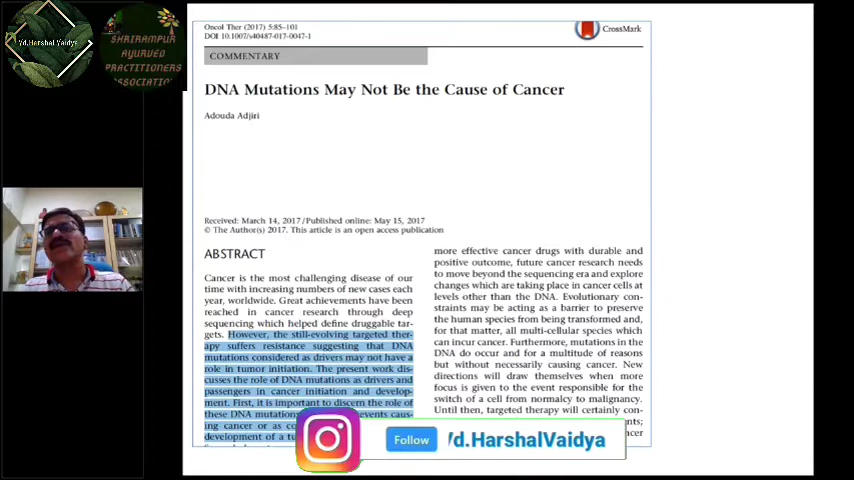 Yd.Harshal Vaidya
SHRIRAMPUR
AYURVED
PRACTITIONERS
ASSOCIATION
Oncol Ther (2017) 5:85–101
DOI 10.1007/s40487-017-0047-1
CrossMark
COMMENTARY
DNA Mutations May Not Be the Cause of Cancer
Adouda Adjiri
Received: March 14, 2017 / Published online: May 15, 2017
© The Author(s) 2017. This article is an open access publication
ABSTRACT
Cancer is the most challenging disease of our
time with increasing numbers of new cases each
year, worldwide. Great achievements have been
reached in cancer research through deep
sequencing which helped define druggable tar-
gets. However, the still-evolving targeted ther-
apy suffers resistance suggesting that DNA
mutations considered as drivers may not have a
role in tumor initiation. The present work dis-
cusses the role of DNA mutations as drivers and
passengers in cancer initiation and develop-
ment. First, it is important to discern the role of
these DNA mutations events caus-
ing cancer or as
development of a
more effective cancer drugs with durable and
positive outcome, future cancer research needs
to move beyond the sequencing era and explore
changes which are taking place in cancer cells at
levels other than the DNA. Evolutionary con-
straints may be acting as a barrier to preserve
the human species from being transformed and,
for that matter, all multi-cellular species which
can incur cancer. Furthermore, mutations in the
DNA do occur and for a multitude of reasons
but without necessarily causing cancer. New
directions will draw themselves when more
focus is given to the event responsible for the
switch of a cell from normalcy to malignancy.
Until then, targeted therapy will certainly con-
Follow
Yd.HarshalVaidya